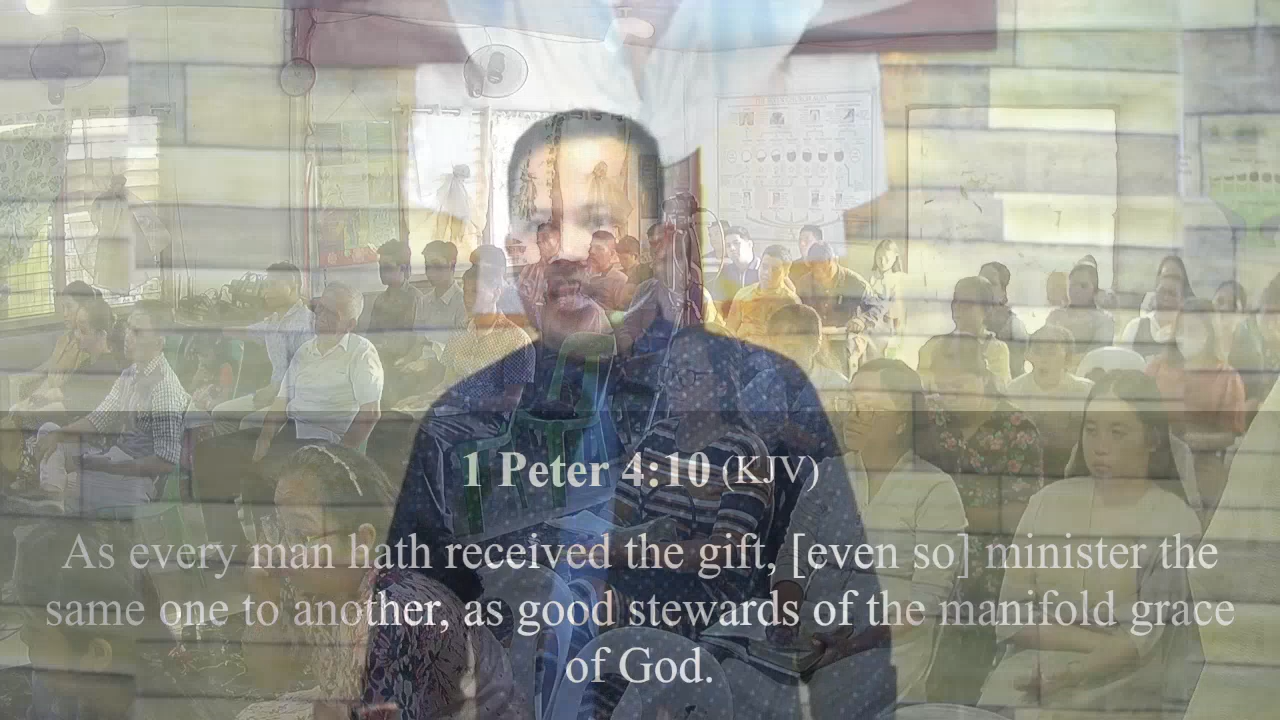 1 Peter 4:10 (KJV)
As every man hath received the gift, [even so] minister the
same one to another, as good stewards of the manifold grace
of God.